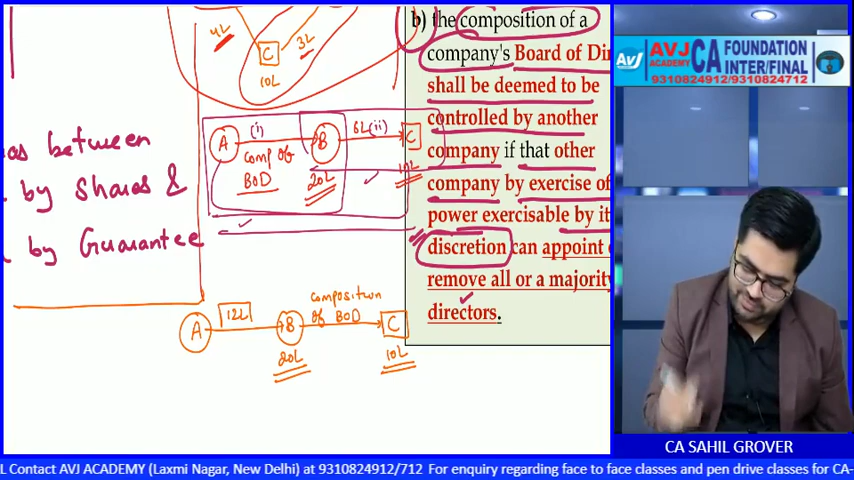 4L
3L
C
10L
as between
by Shares &
by Guarantee
A
(i)
B
6L(ii)
C
comp of
BOD
20L
10L
A
12L
B
composition
of BOD
C
20L
10L
b) the composition of a
company's Board of Di
shall be deemed to be
controlled by another
company if that other
company by exercise of
power exercisable by it
discretion can appoint o
remove all or a majority
directors.
AVJ
AVJ
ACADEMY
CA
FOUNDATION
INTER/FINAL
9310824912/9310824712
CA SAHIL GROVER
L Contact AVJ ACADEMY (Laxmi Nagar, New Delhi) at 9310824912/712 For enquiry regarding face to face classes and pen drive classes for CA-